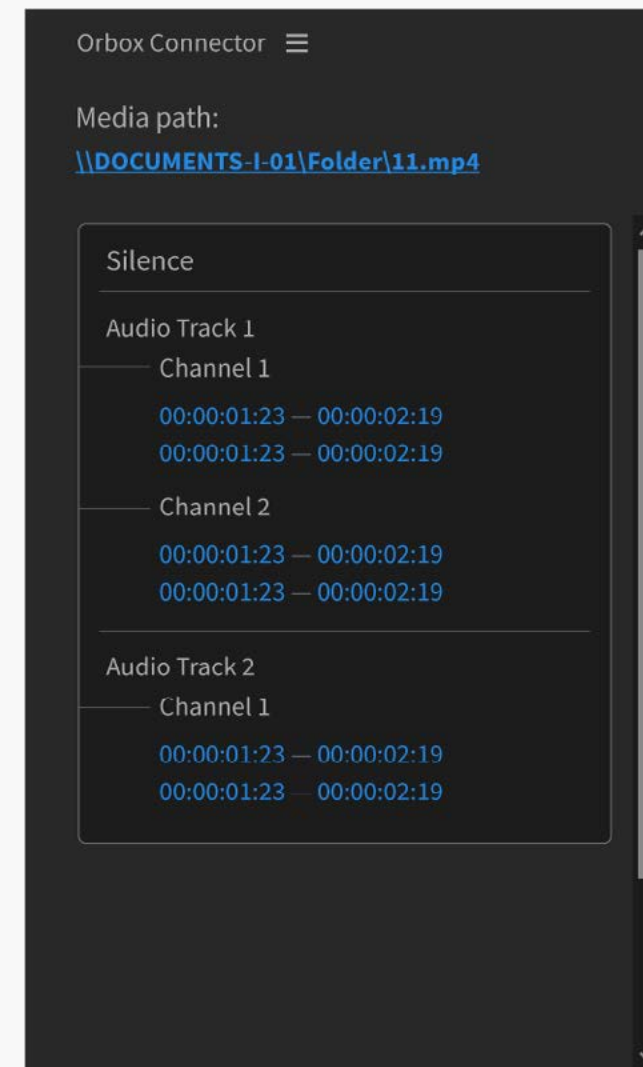 Orbox Connector
Media path:
\\DOCUMENTS-I-01\Folder\11.mp4
Silence
Audio Track 1
Channel 1
00:00:01:23 — 00:00:02:19
00:00:01:23 — 00:00:02:19
Channel 2
00:00:01:23 — 00:00:02:19
00:00:01:23 — 00:00:02:19
Audio Track 2
Channel 1
00:00:01:23 — 00:00:02:19
00:00:01:23 — 00:00:02:19